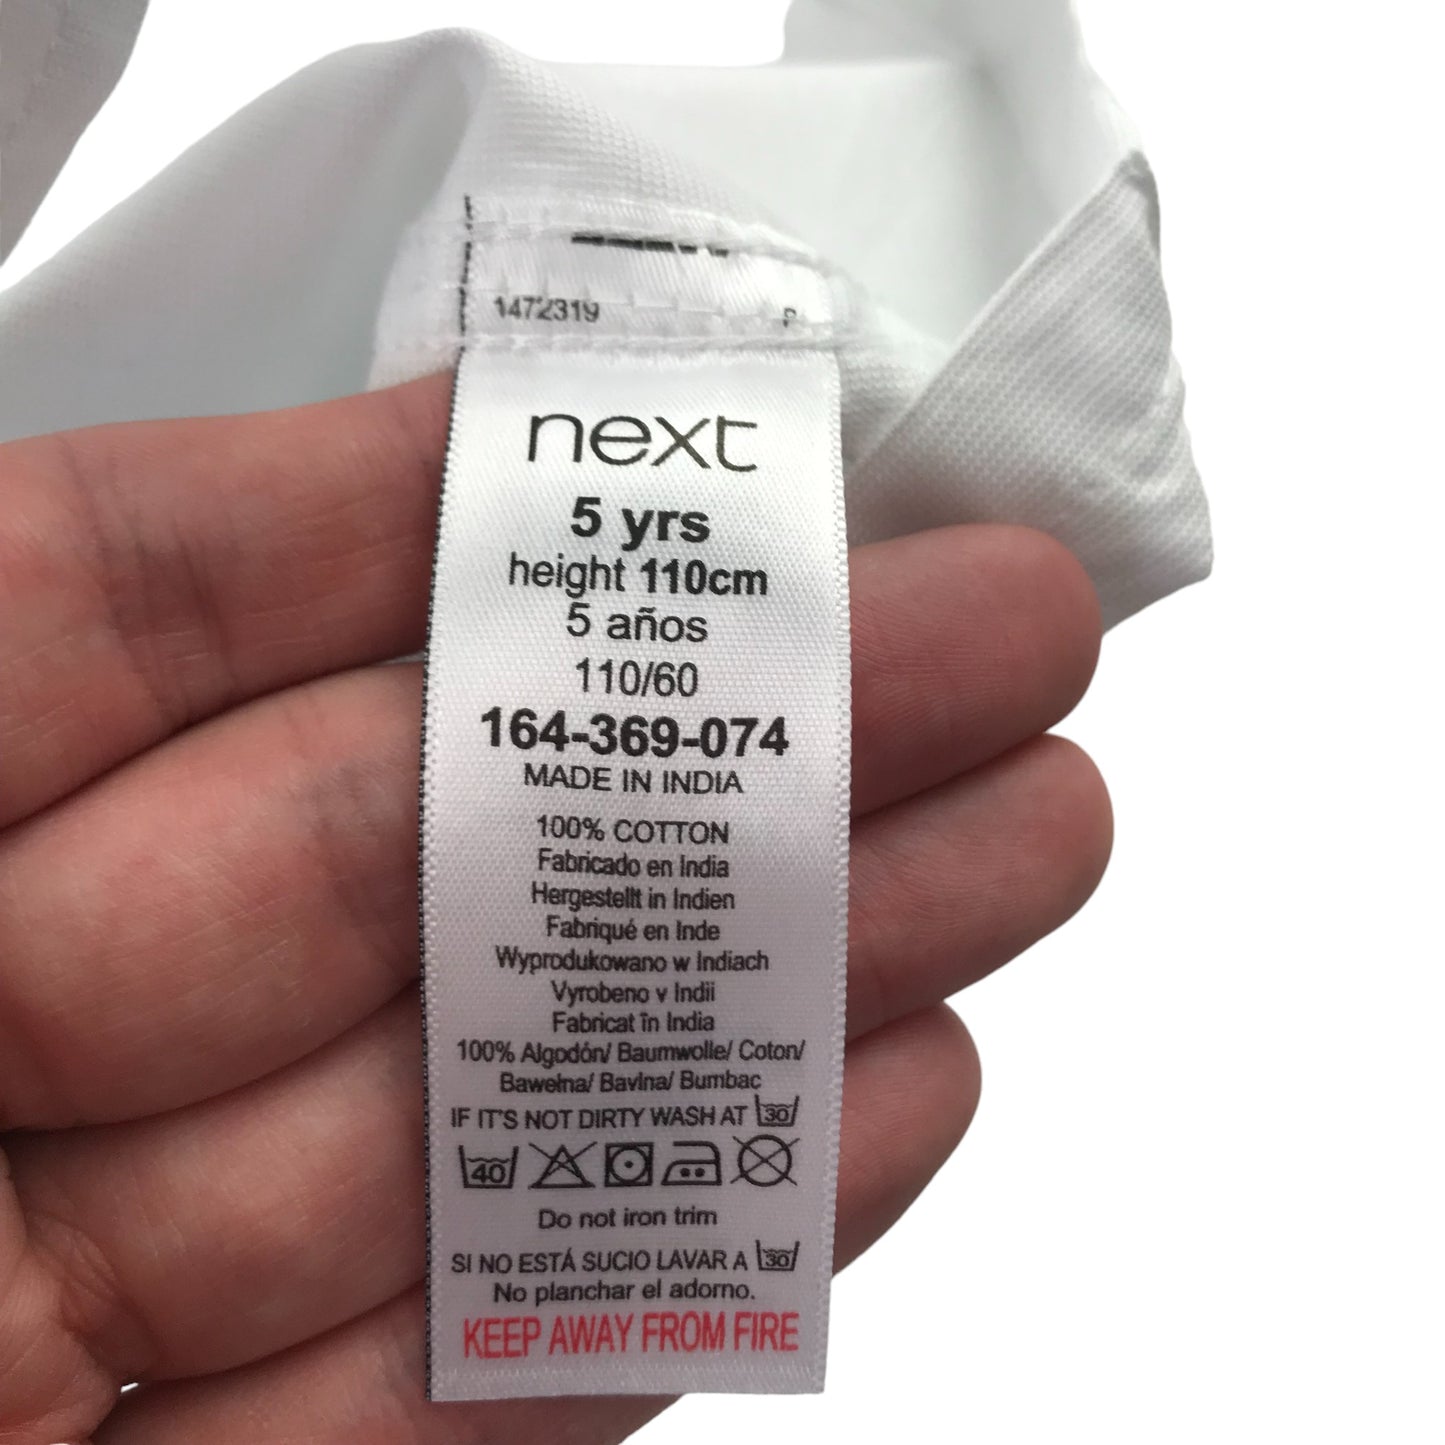 1472319
next
5 yrs
height 110cm
5 años
110/60
164-369-074
MADE IN INDIA
100% COTTON
Fabricado en India
Hergestellt in Indien
Fabriqué en Inde
Wyprodukowano w Indiach
Vyrobeno v Indii
Fabricat în India
100% Algodón/ Baumwolle/ Coton/
Bawełna/ Bavlna/ Bumbac
IF IT'S NOT DIRTY WASH AT 30
40
Do not iron trim
SI NO ESTÁ SUCIO LAVAR A 30
No planchar el adorno.
KEEP AWAY FROM FIRE